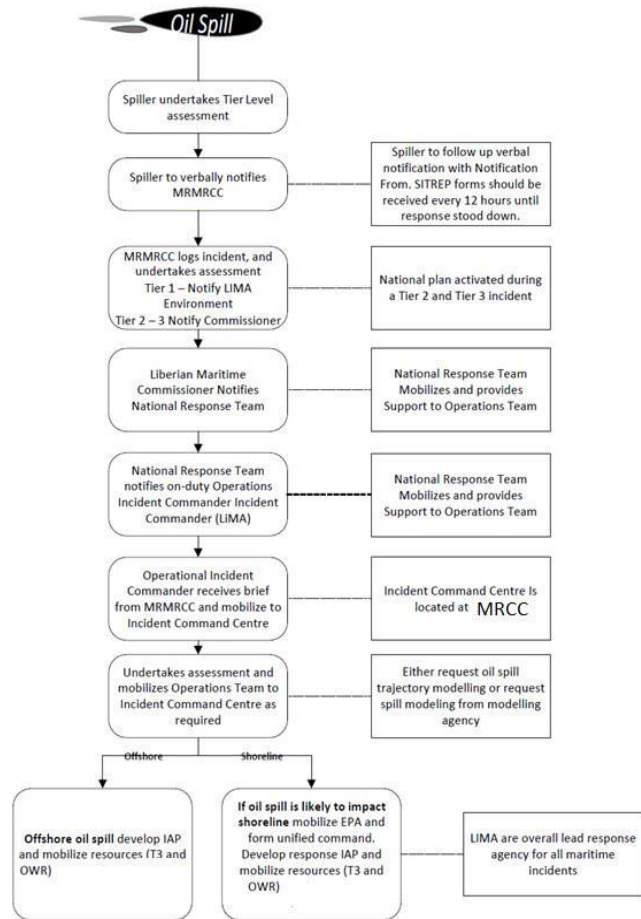 Oil Spill
Spiller undertakes Tier Level
assessment
Spiller to verbally notifies
MRMRCC
Spiller to follow up verbal
notification with Notification
From. SITREP forms should be
received every 12 hours until
response stood down.
MRMRCC logs incident, and
undertakes assessment
Tier 1 – Notify LIMA
Environment
Tier 2 – 3 Notify Commissioner
National plan activated during
a Tier 2 and Tier 3 incident
Liberian Maritime
Commissioner Notifies
National Response Team
National Response Team
Mobilizes and provides
Support to Operations Team
National Response Team
notifies on-duty Operations
Incident Commander Incident
Commander (LiMA)
National Response Team
Mobilizes and provides
Support to Operations Team
Operational Incident
Commander receives brief
from MRMRCC and mobilize to
Incident Command Centre
Incident Command Centre Is
located at MRCC
Undertakes assessment and
mobilizes Operations Team to
Incident Command Centre as
required
Either request oil spill
trajectory modelling or request
spill modeling from modelling
agency
Offshore
Shoreline
Offshore oil spill develop IAP
and mobilize resources (T3 and
OWR)
If oil spill is likely to impact
shoreline mobilize EPA and
form unified command.
Develop response IAP and
mobilize resources (T3 and
OWR)
LIMA are overall lead response
agency for all maritime
incidents